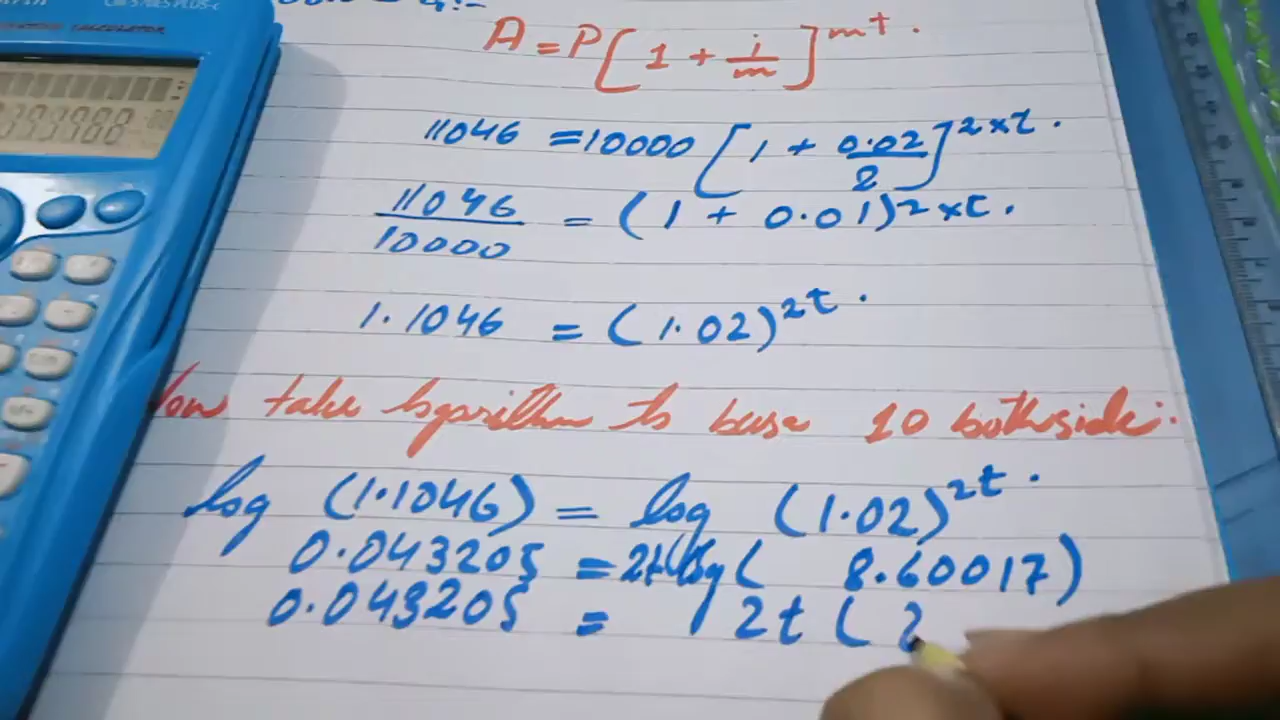 A = P [ 1 + i/m ]^mt .
11046 = 10000 [ 1 + 0.02/2 ]^2×t .
11046/10000 = ( 1 + 0.01 )^2×t .
1.1046 = ( 1.02 )^2t .
Now take logarithm to base 10 bothside :-
log (1.1046) = log (1.02)^2t .
0.043205 = 2t log ( 8.60017 )
0.043205 = 2t (